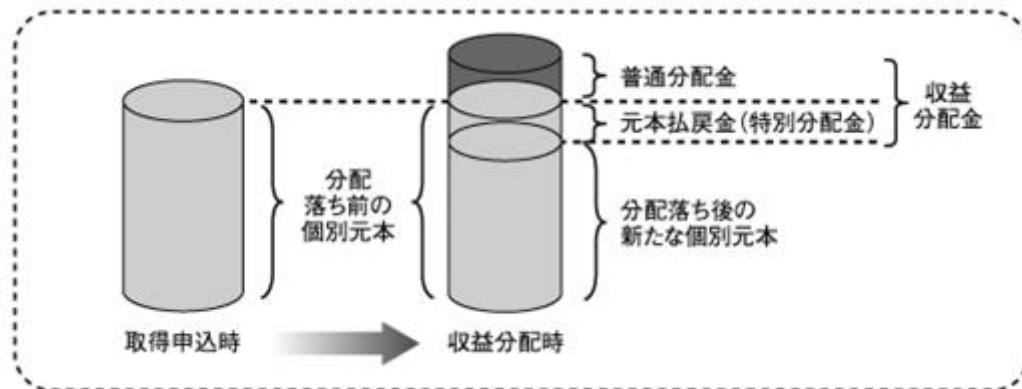 普通分配金
収益
分配金
元本払戻金(特別分配金)
分配
落ち前の
個別元本
分配落ち後の
新たな個別元本
取得申込時
収益分配時